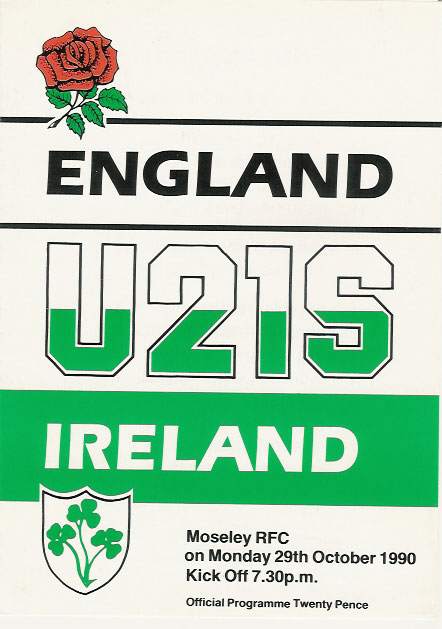 ENGLAND
U21S
IRELAND
Moseley RFC
on Monday 29th October 1990
Kick Off 7.30p.m.
Official Programme Twenty Pence